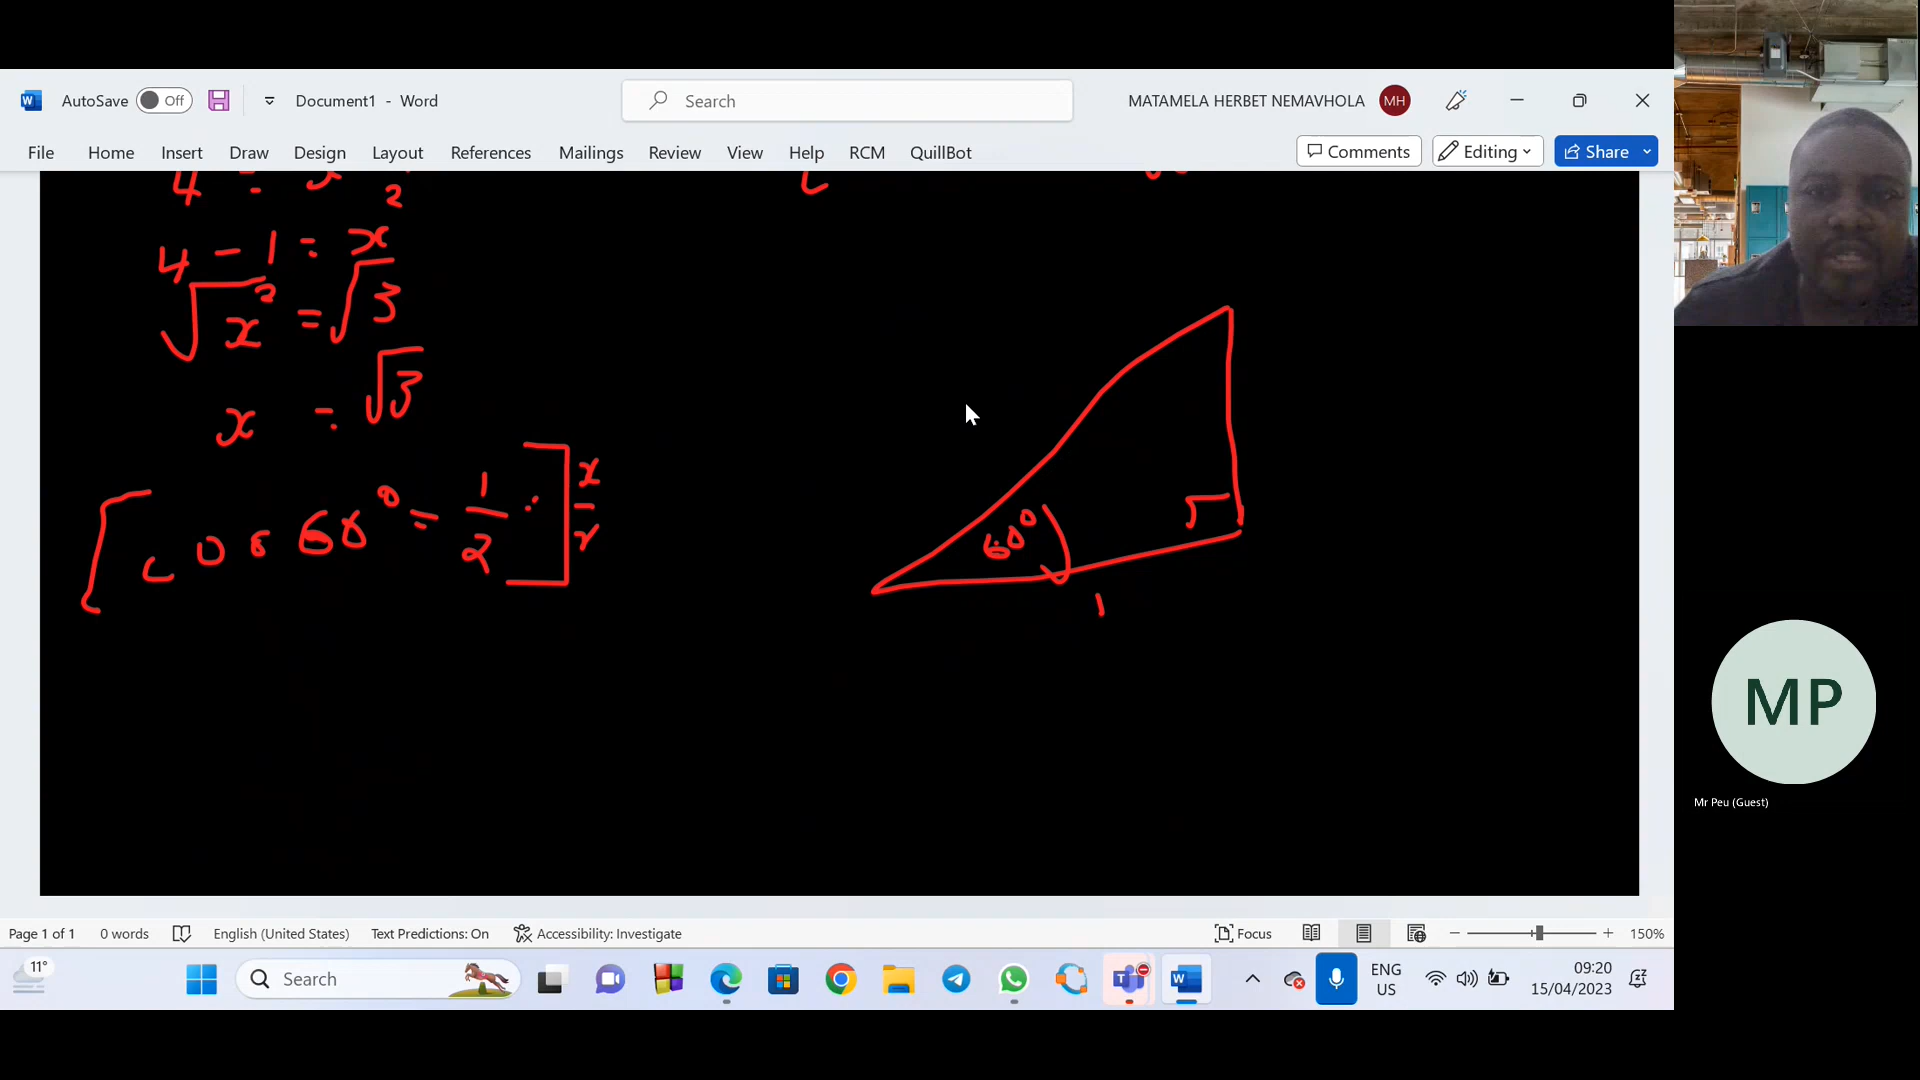 AutoSave Off Document1 - Word Search MATAMELA HERBET NEMAVHOLA MH
File Home Insert Draw Design Layout References Mailings Review View Help RCM QuillBot Comments Editing Share
4 - 1 = x
√x² = √3
x = √3
[cos 60° = 1/2 ∴] x/r
60°
1
MP
Mr Peu (Guest)
Page 1 of 1 0 words English (United States) Text Predictions: On Accessibility: Investigate Focus 150%
11° Search ENG US 09:20 15/04/2023